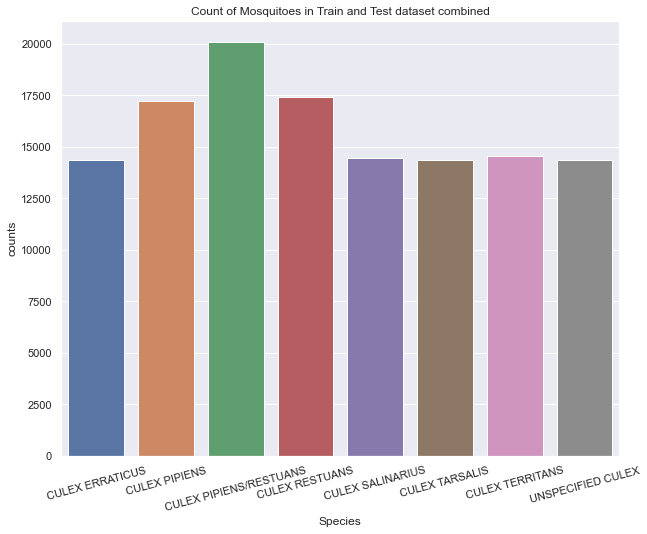 Count of Mosquitoes in Train and Test dataset combined
20000
17500
15000
12500
10000
7500
5000
2500
0
counts
CULEX ERRATICUS
CULEX PIPIENS
CULEX PIPIENS/RESTUANS
CULEX RESTUANS
CULEX SALINARIUS
CULEX TARSALIS
CULEX TERRITANS
UNSPECIFIED CULEX
Species